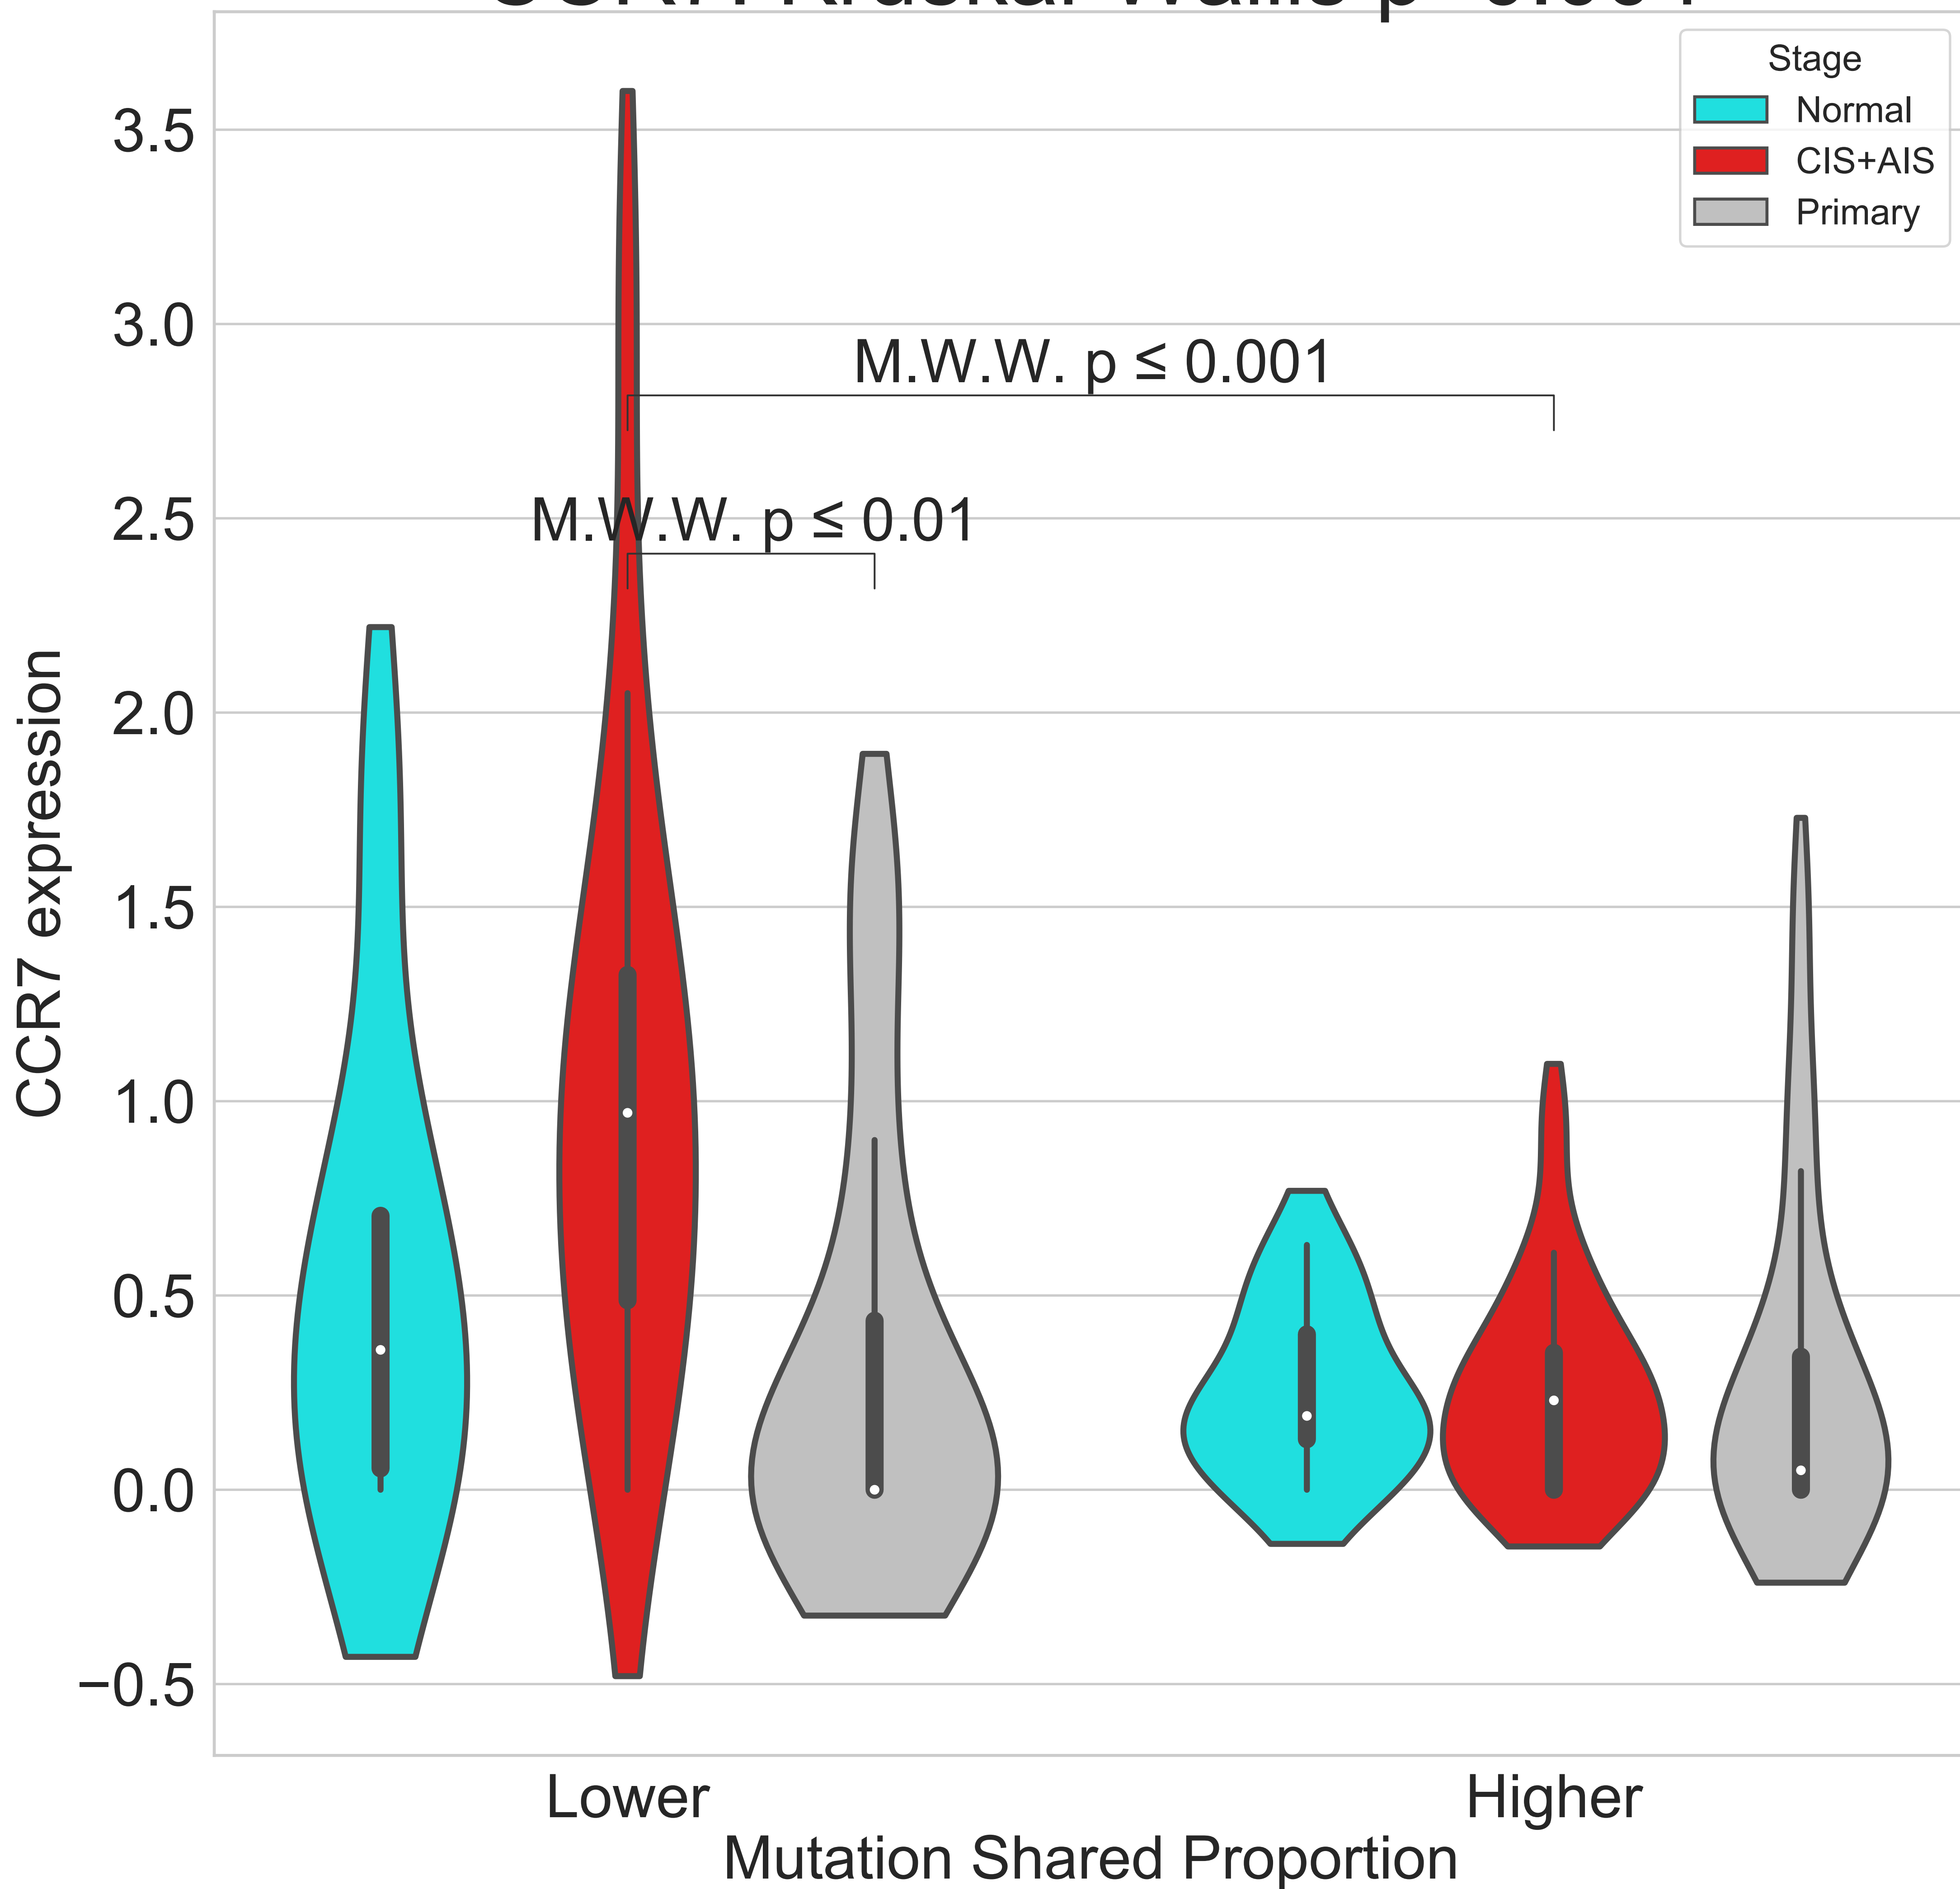 Stage
Normal
CIS+AIS
Primary
3.5
3.0
2.5
2.0
1.5
1.0
0.5
0.0
−0.5
CCR7 expression
M.W.W. p ≤ 0.001
M.W.W. p ≤ 0.01
Lower
Higher
Mutation Shared Proportion